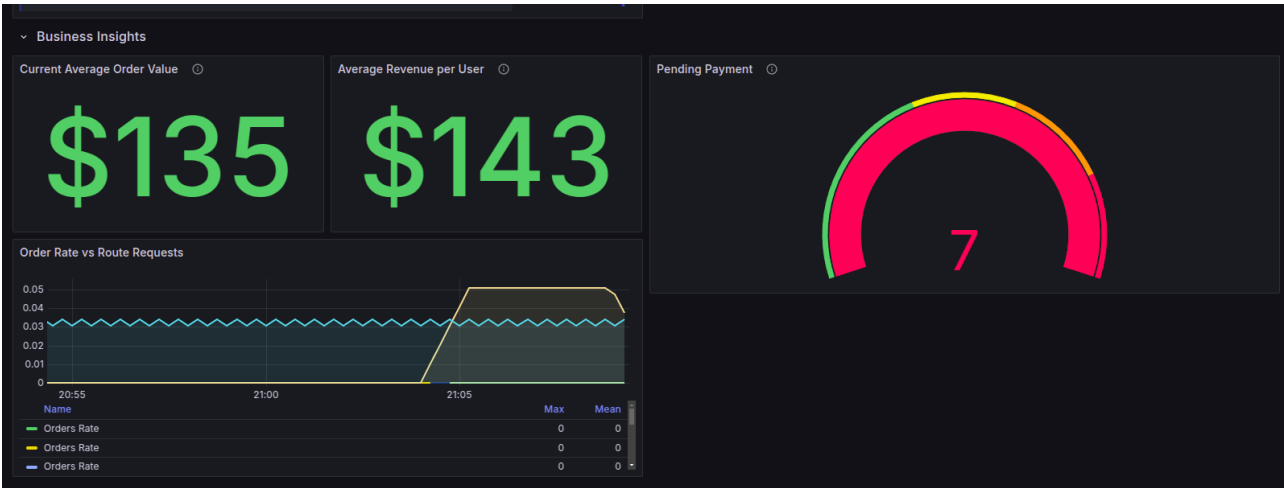 Business Insights
Current Average Order Value
$135
Average Revenue per User
$143
Pending Payment
7
Order Rate vs Route Requests
0.05
0.04
0.03
0.02
0.01
0
20:55 21:00 21:05
Name Max Mean
Orders Rate 0 0
Orders Rate 0 0
Orders Rate 0 0